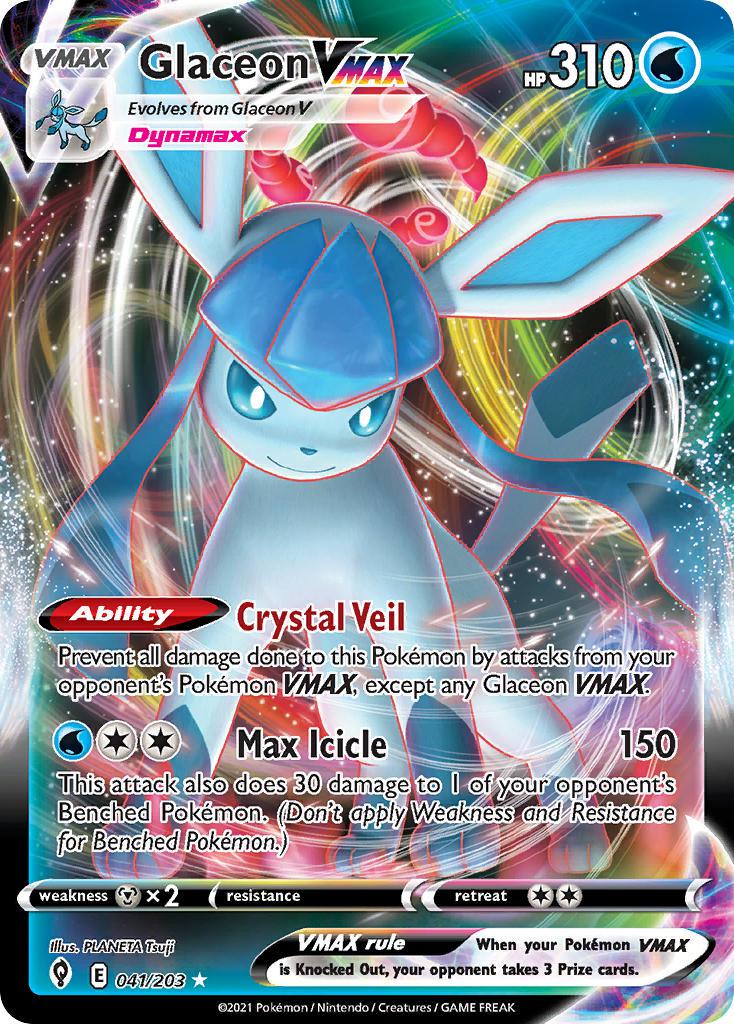 VMAX
Glaceon VMAX
HP 310
Evolves from Glaceon V
Dynamax
Ability Crystal Veil
Prevent all damage done to this Pokémon by attacks from your
opponent's Pokémon VMAX, except any Glaceon VMAX.
Max Icicle 150
This attack also does 30 damage to 1 of your opponent's
Benched Pokémon. (Don't apply Weakness and Resistance
for Benched Pokémon.)
weakness ×2 resistance retreat
Illus. PLANETA Tsuji
VMAX rule When your Pokémon VMAX
is Knocked Out, your opponent takes 3 Prize cards.
E 041/203 ★
©2021 Pokémon / Nintendo / Creatures / GAME FREAK